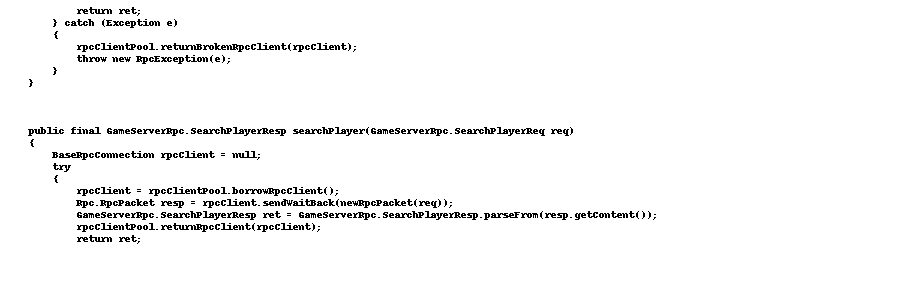 return ret;
} catch (Exception e)
{
rpcClientPool.returnBrokenRpcClient(rpcClient);
throw new RpcException(e);
}
}
public final GameServerRpc.SearchPlayerResp searchPlayer(GameServerRpc.SearchPlayerReq req)
{
BaseRpcConnection rpcClient = null;
try
{
rpcClient = rpcClientPool.borrowRpcClient();
Rpc.RpcPacket resp = rpcClient.sendWaitBack(newRpcPacket(req));
GameServerRpc.SearchPlayerResp ret = GameServerRpc.SearchPlayerResp.parseFrom(resp.getContent());
rpcClientPool.returnRpcClient(rpcClient);
return ret;